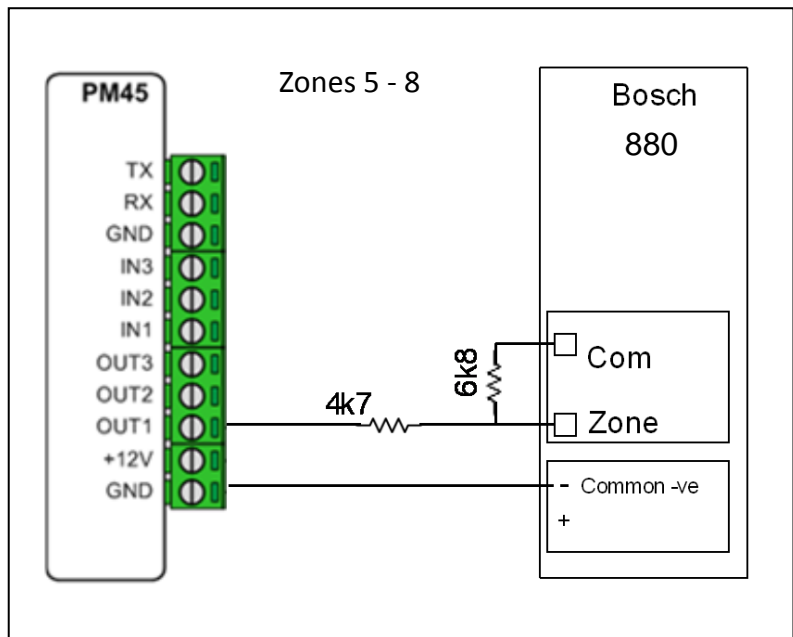 PM45
Zones 5 - 8
Bosch
880
TX
RX
GND
IN3
IN2
IN1
OUT3
OUT2
OUT1
+12V
GND
4k7
6k8
Com
Zone
- Common -ve
+